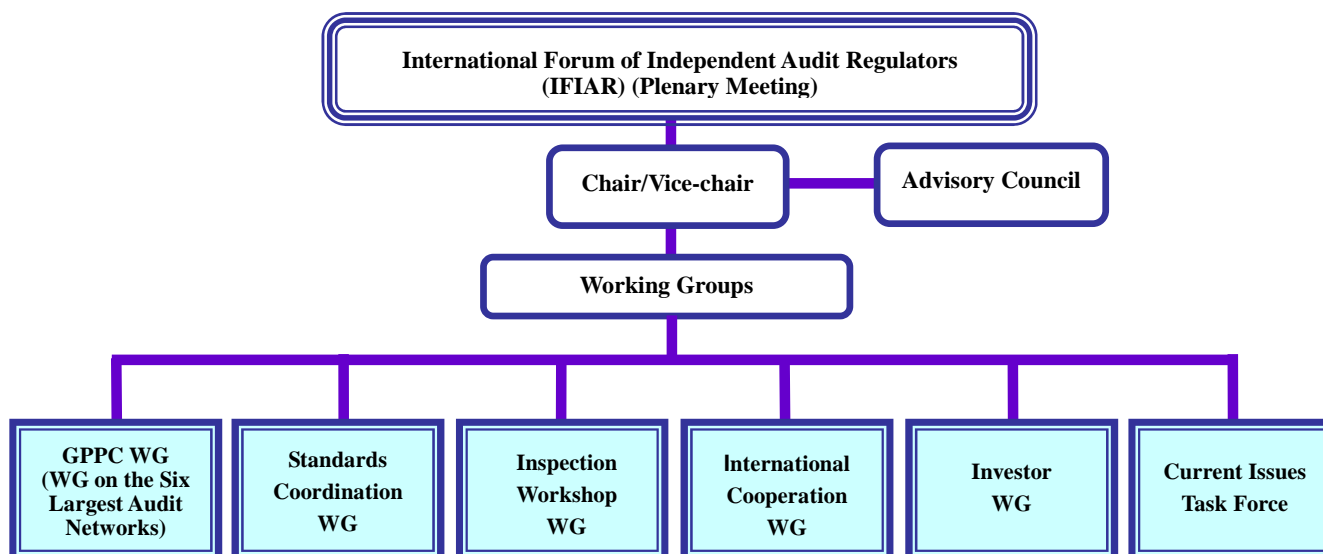 International Forum of Independent Audit Regulators
(IFIAR) (Plenary Meeting)
Chair/Vice-chair
Advisory Council
Working Groups
GPPC WG
(WG on the Six
Largest Audit
Networks)
Standards
Coordination
WG
Inspection
Workshop
WG
International
Cooperation
WG
Investor
WG
Current Issues
Task Force